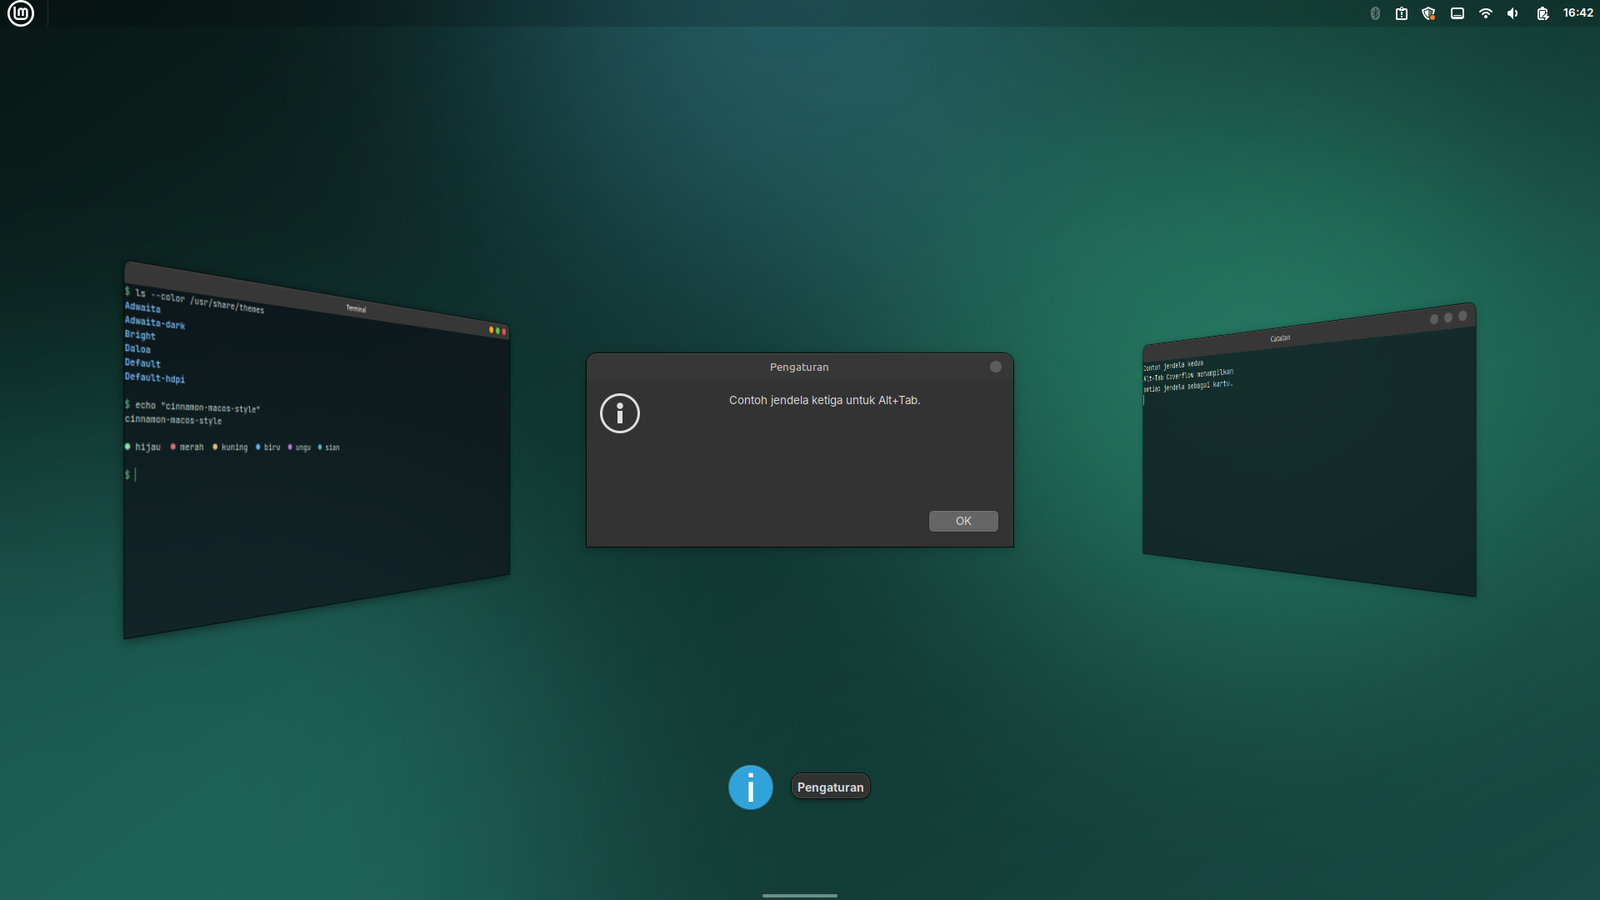 16:42
Terminal
$ ls --color /usr/share/themes
Adwaita
Adwaita-dark
Bright
Daloa
Default
Default-hdpi
$ echo "cinnamon-macos-style"
cinnamon-macos-style
hijau merah kuning biru ungu sian
$
Pengaturan
Contoh jendela ketiga untuk Alt+Tab.
OK
Catatan
Contoh jendela kedua
Alt-Tab Coverflow menampilkan
setiap jendela sebagai kartu.
Pengaturan